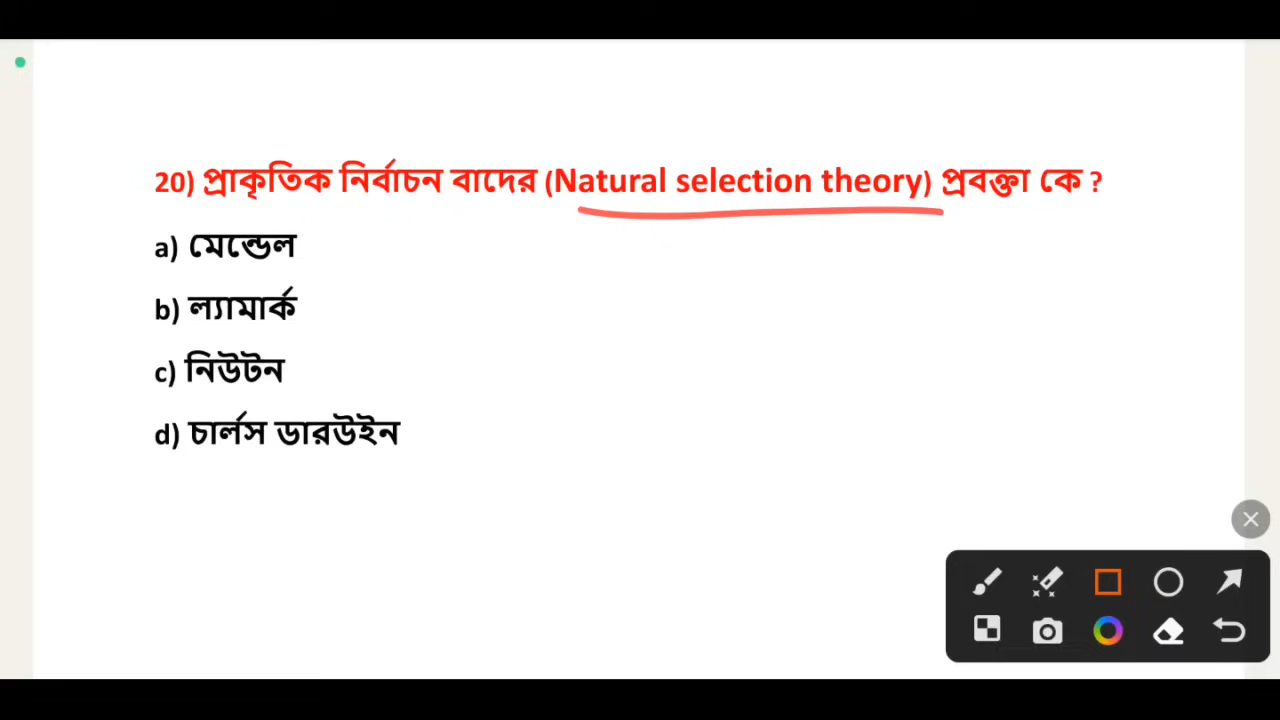 20) প্রাকৃতিক নির্বাচন বাদের (Natural selection theory) প্রবক্তা কে ?
a) মেন্ডেল
b) ল্যামার্ক
c) নিউটন
d) চার্লস ডারউইন